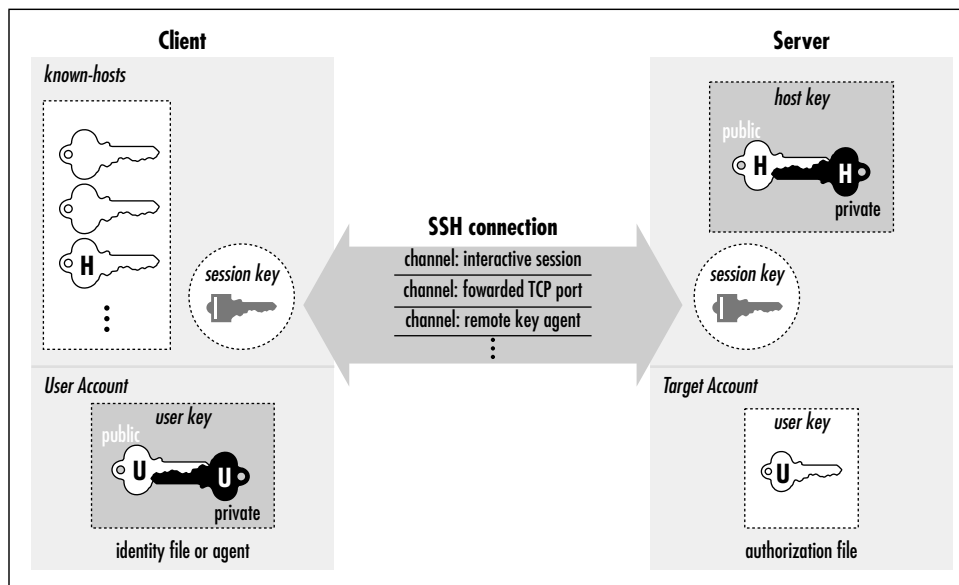 Client
known-hosts
H
session key
User Account
user key
public
U
U
private
identity file or agent
SSH connection
channel: interactive session
channel: fowarded TCP port
channel: remote key agent
Server
host key
public
H
H
private
session key
Target Account
user key
U
authorization file